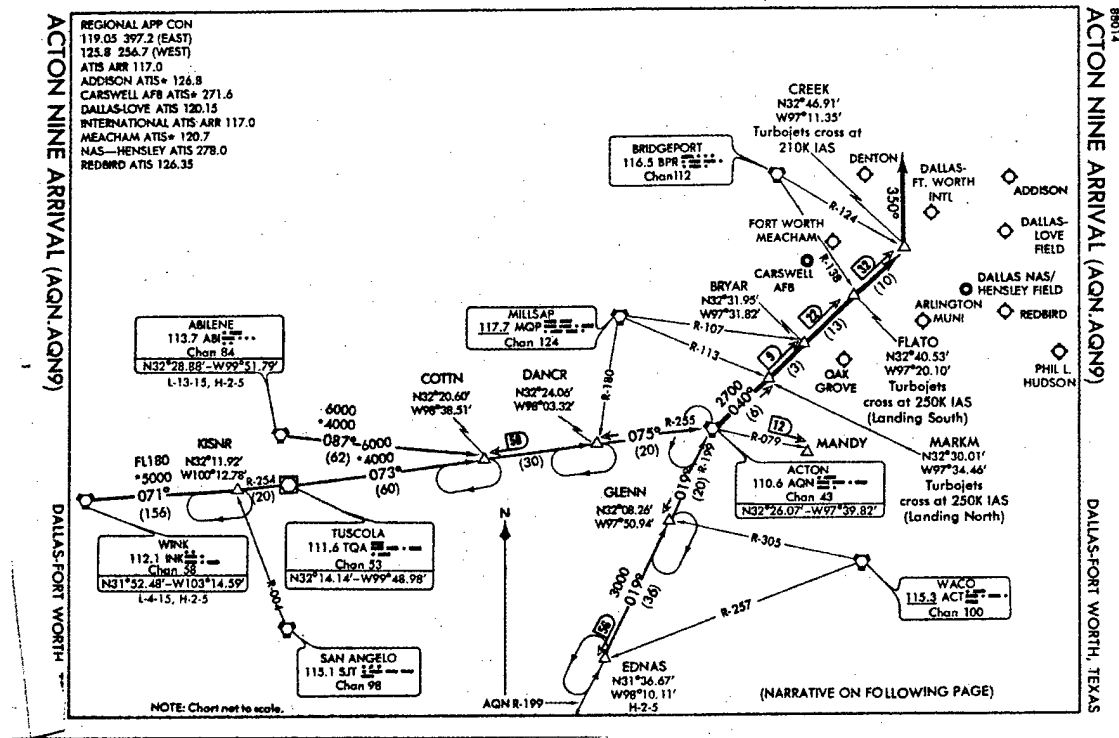 88014
ACTON NINE ARRIVAL (AQN.AQN9)
ACTON NINE ARRIVAL (AQN.AQN9)
REGIONAL APP CON
119.05 397.2 (EAST)
125.8 256.7 (WEST)
ATIS ARR 117.0
ADDISON ATIS* 126.8
CARSWELL AFB ATIS* 271.6
DALLAS-LOVE ATIS 120.15
INTERNATIONAL ATIS ARR 117.0
MEACHAM ATIS* 120.7
NAS—HENSLEY ATIS 278.0
REDBIRD ATIS 126.35
CREEK
N32°46.91'
W97°11.35'
Turbojets cross at
210K IAS
BRIDGEPORT
116.5 BPR
Chan 112
DENTON
DALLAS-
FT. WORTH
INTL
ADDISON
350°
R-124
FORT WORTH
MEACHAM
DALLAS-
LOVE
FIELD
R-138
32
(10)
CARSWELL
AFB
DALLAS NAS/
HENSLEY FIELD
BRYAR
N32°31.95'
W97°31.82'
22
(13)
ARLINGTON
MUNI
REDBIRD
MILLSAP
117.7 MQP
Chan 124
R-107
R-113
R-180
9
(3)
FLATO
N32°40.53'
W97°20.10'
Turbojets
cross at 250K IAS
(Landing South)
OAK
GROVE
PHIL L.
HUDSON
ABILENE
113.7 ABI
Chan 84
N32°28.88'-W99°51.79'
L-13-15, H-2-5
COTTN
N32°20.60'
W98°38.51'
DANCR
N32°24.06'
W98°03.32'
2700
040°
(6)
6000
*4000
087°
(62)
6000
*4000
073°
(60)
58
(30)
075°
(20)
R-255
R-199
12
R-079
MANDY
MARKM
N32°30.01'
W97°34.46'
Turbojets
cross at 250K IAS
(Landing North)
KISNR
N32°11.92'
W100°12.78'
FL180
*5000
071°
(156)
R-254
(20)
019°
(20)
ACTON
110.6 AQN
Chan 43
N32°26.07'-W97°39.82'
GLENN
N32°08.26'
W97°50.94'
WINK
112.1 INK
Chan 58
N31°52.48'-W103°14.59'
L-4-15, H-2-5
TUSCOLA
111.6 TQA
Chan 53
N32°14.14'-W99°48.98'
N
R-305
R-004
3000
019°
(36)
R-257
WACO
115.3 ACT
Chan 100
56
SAN ANGELO
115.1 SJT
Chan 98
EDNAS
N31°36.67'
W98°10.11'
H-2-5
AQN R-199
NOTE: Chart not to scale.
(NARRATIVE ON FOLLOWING PAGE)
DALLAS-FORT WORTH
DALLAS-FORT WORTH, TEXAS